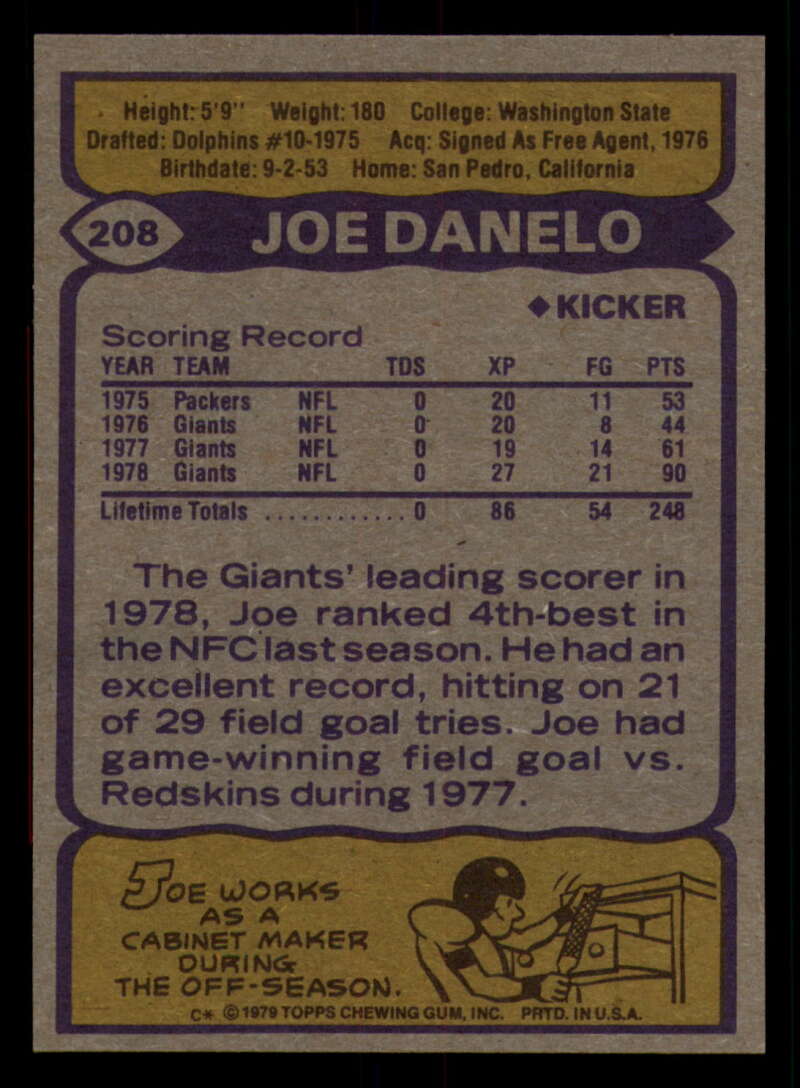 Height: 5'9" Weight: 180 College: Washington State
Drafted: Dolphins #10-1975 Acq: Signed As Free Agent, 1976
Birthdate: 9-2-53 Home: San Pedro, California
208 JOE DANELO
◆KICKER
Scoring Record
YEAR TEAM TDS XP FG PTS
1975 Packers NFL 0 20 11 53
1976 Giants NFL 0 20 8 44
1977 Giants NFL 0 19 14 61
1978 Giants NFL 0 27 21 90
Lifetime Totals ............ 0 86 54 248
The Giants' leading scorer in
1978, Joe ranked 4th-best in
the NFC last season. He had an
excellent record, hitting on 21
of 29 field goal tries. Joe had
game-winning field goal vs.
Redskins during 1977.
JOE WORKS
AS A
CABINET MAKER
DURING
THE OFF-SEASON.
C* ©1979 TOPPS CHEWING GUM, INC. PRTD. IN U.S.A.